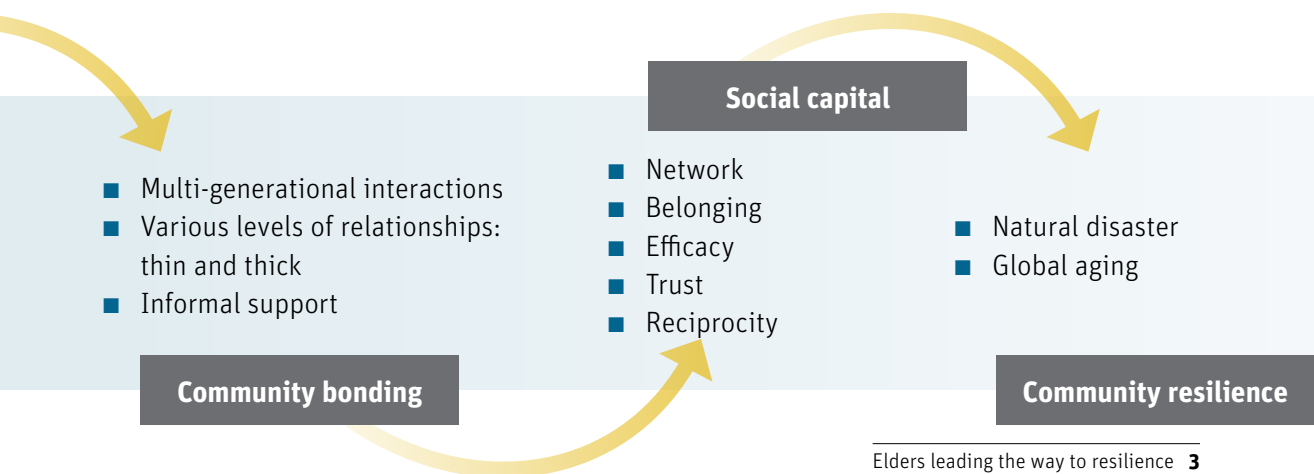 Social capital
■ Multi-generational interactions
■ Various levels of relationships:
thin and thick
■ Informal support
Community bonding
■ Network
■ Belonging
■ Efficacy
■ Trust
■ Reciprocity
■ Natural disaster
■ Global aging
Community resilience
Elders leading the way to resilience 3